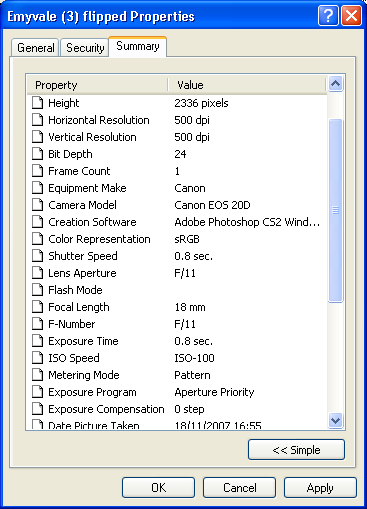 Emyvale (3) flipped Properties
General Security Summary
Property Value
Height 2336 pixels
Horizontal Resolution 500 dpi
Vertical Resolution 500 dpi
Bit Depth 24
Frame Count 1
Equipment Make Canon
Camera Model Canon EOS 20D
Creation Software Adobe Photoshop CS2 Wind...
Color Representation sRGB
Shutter Speed 0.8 sec.
Lens Aperture F/11
Flash Mode
Focal Length 18 mm
F-Number F/11
Exposure Time 0.8 sec.
ISO Speed ISO-100
Metering Mode Pattern
Exposure Program Aperture Priority
Exposure Compensation 0 step
Date Picture Taken 18/11/2007 16:55
<< Simple
OK Cancel Apply